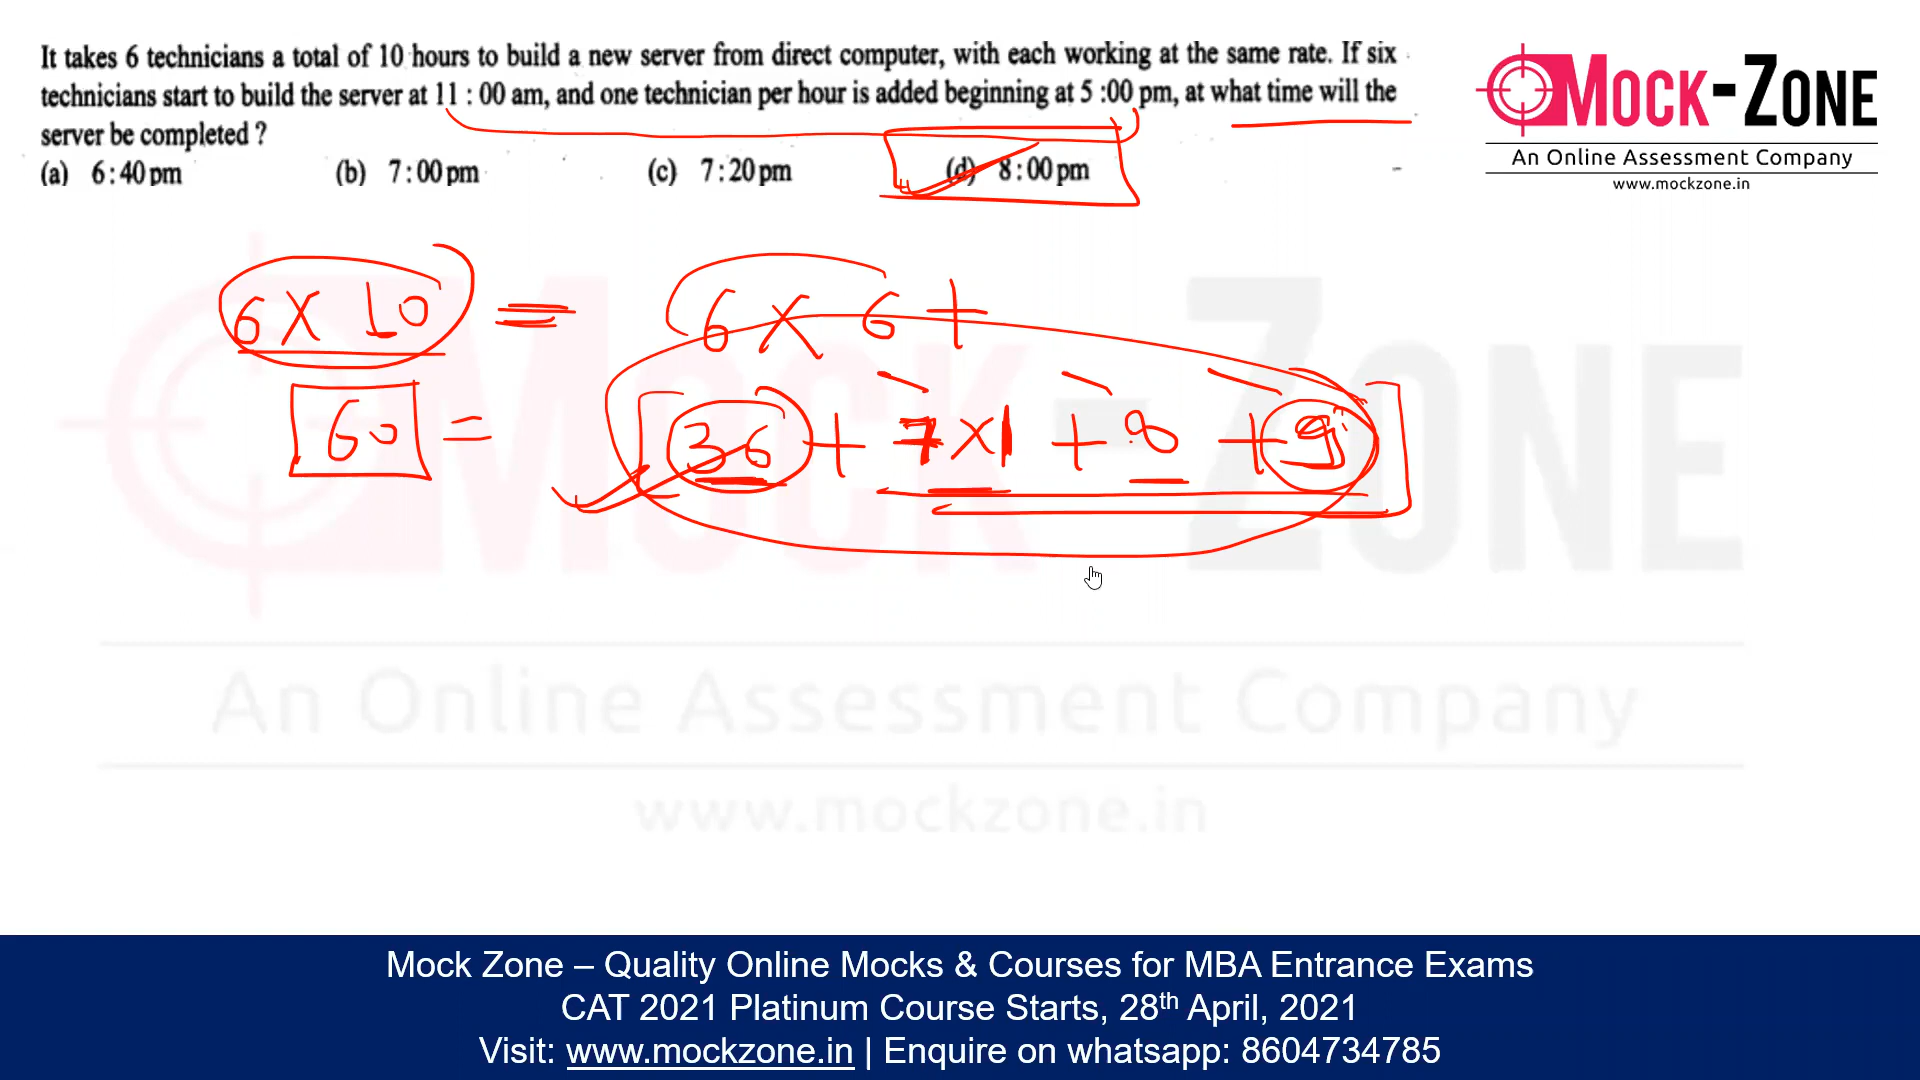 It takes 6 technicians a total of 10 hours to build a new server from direct computer, with each working at the same rate. If six
technicians start to build the server at 11 : 00 am, and one technician per hour is added beginning at 5 :00 pm, at what time will the
server be completed ?
(a) 6:40 pm (b) 7:00 pm (c) 7:20 pm (d) 8:00 pm
MOCK-ZONE
An Online Assessment Company
www.mockzone.in
6 X 10 = 6 X 6 +
60 = 36 + 7 X 1 + 8 + 9
MOCK-ZONE
An Online Assessment Company
www.mockzone.in
Mock Zone – Quality Online Mocks & Courses for MBA Entrance Exams
CAT 2021 Platinum Course Starts, 28th April, 2021
Visit: www.mockzone.in | Enquire on whatsapp: 8604734785